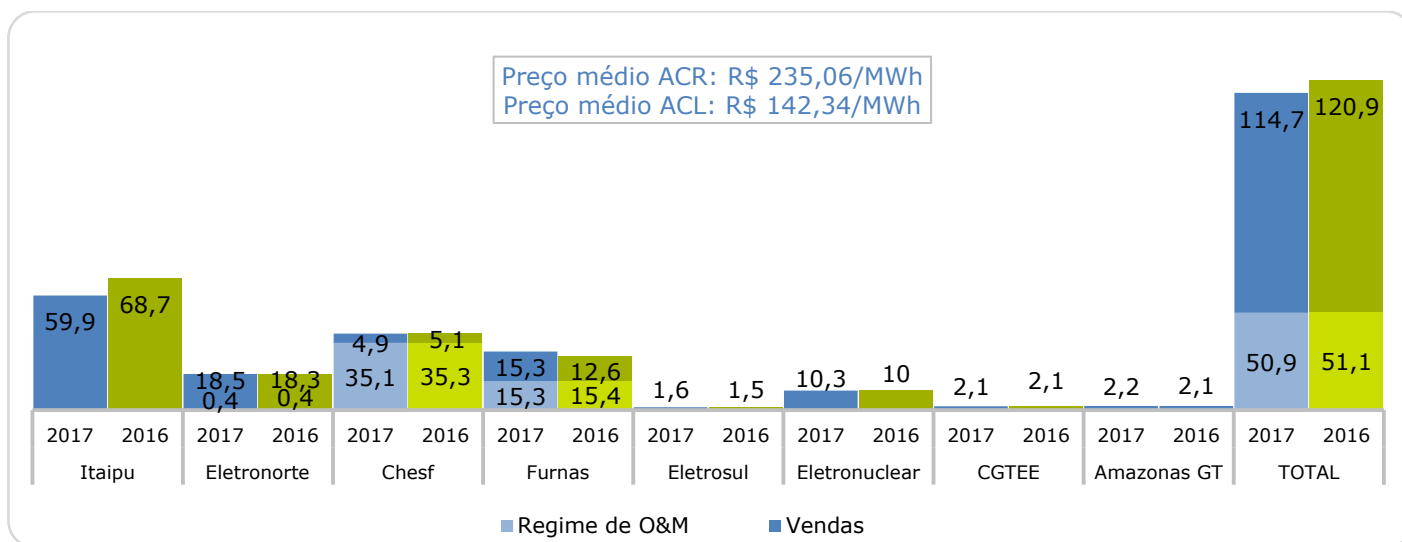 Preço médio ACR: R$ 235,06/MWh
Preço médio ACL: R$ 142,34/MWh
114,7 120,9
59,9 68,7
4,9 5,1
18,5 18,3 35,1 35,3 15,3 12,6 1,6 1,5 10,3 10 2,1 2,1 2,2 2,1 50,9 51,1
0,4 0,4 15,3 15,4
2017 2016 2017 2016 2017 2016 2017 2016 2017 2016 2017 2016 2017 2016 2017 2016 2017 2016
Itaipu Eletronorte Chesf Furnas Eletrosul Eletronuclear CGTEE Amazonas GT TOTAL
Regime de O&M Vendas